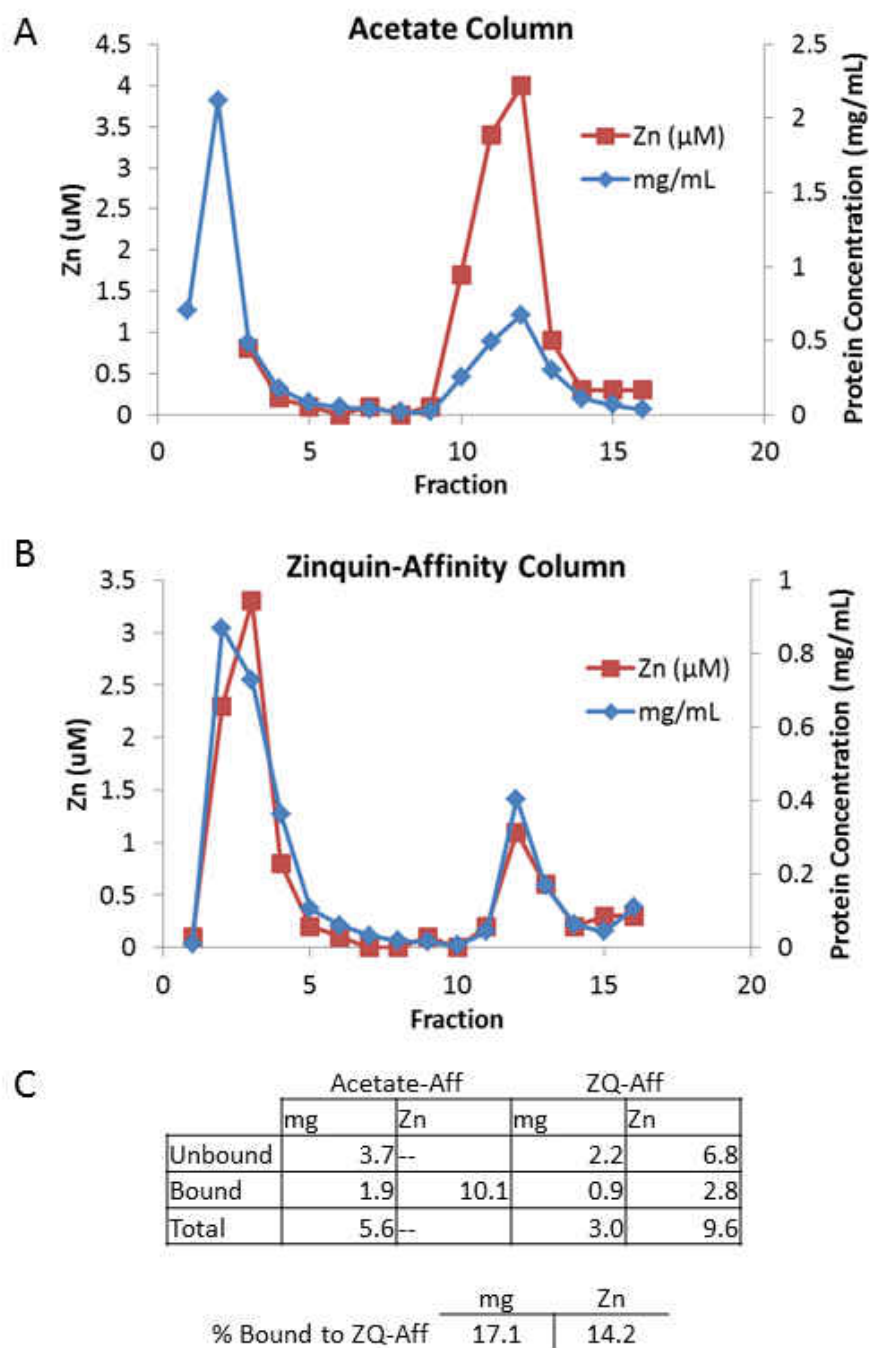 A
Acetate Column
4.5
4
3.5
3
2.5
2
1.5
1
0.5
0
Zn (uM)
2.5
2
1.5
1
0.5
0
Protein Concentration (mg/mL)
Zn (µM)
mg/mL
0 5 10 15 20
Fraction
B
Zinquin-Affinity Column
3.5
3
2.5
2
1.5
1
0.5
0
Zn (uM)
1
0.8
0.6
0.4
0.2
0
Protein Concentration (mg/mL)
Zn (µM)
mg/mL
0 5 10 15 20
Fraction
C
Acetate-Aff ZQ-Aff
mg Zn mg Zn
Unbound 3.7 -- 2.2 6.8
Bound 1.9 10.1 0.9 2.8
Total 5.6 -- 3.0 9.6
mg Zn
% Bound to ZQ-Aff 17.1 14.2